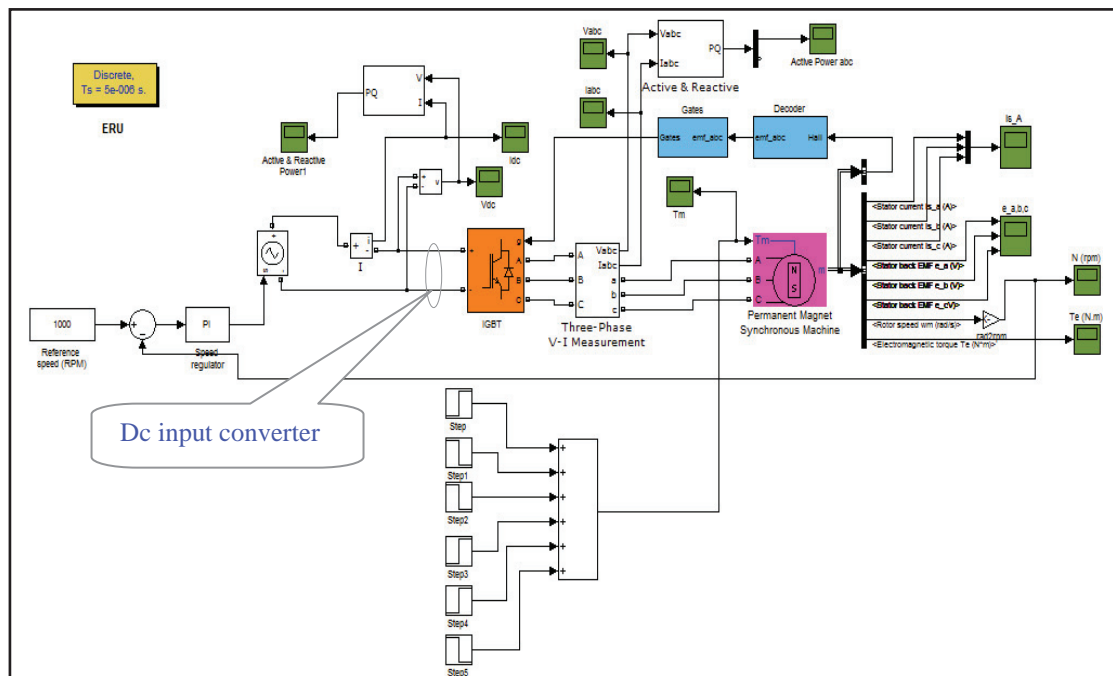 Discrete,
Ts = 5e-006 s.
ERU
PQ
V
I
Active & Reactive
Power1
Idc
+
-
v
Vdc
Vabc
Iabc
Vabc
Iabc
PQ
Active & Reactive
Active Power abc
Gates
Gates
emf_abc
Decoder
emf_abc
Hall
Is_A
Tm
<Stator current is_a (A)>
<Stator current is_b (A)>
<Stator current is_c (A)>
<Stator back EMF e_a (V)>
<Stator back EMF e_b (V)>
<Stator back EMF e_cV)>
<Rotor speed wm (rad/s)>
<Electromagnetic torque Te (N*m)>
e_a,b,c
N (rpm)
Te (N.m)
rad2rpm
+
s
-
+
i
-
I
+
-
g
A
B
C
IGBT
A
B
C
Vabc
Iabc
a
b
c
Three-Phase
V-I Measurement
Tm
A
B
C
N
S
m
Permanent Magnet
Synchronous Machine
1000
Reference
speed (RPM)
+
-
PI
Speed
regulator
Dc input converter
Step
Step1
Step2
Step3
Step4
Step5
+
+
+
+
+
+